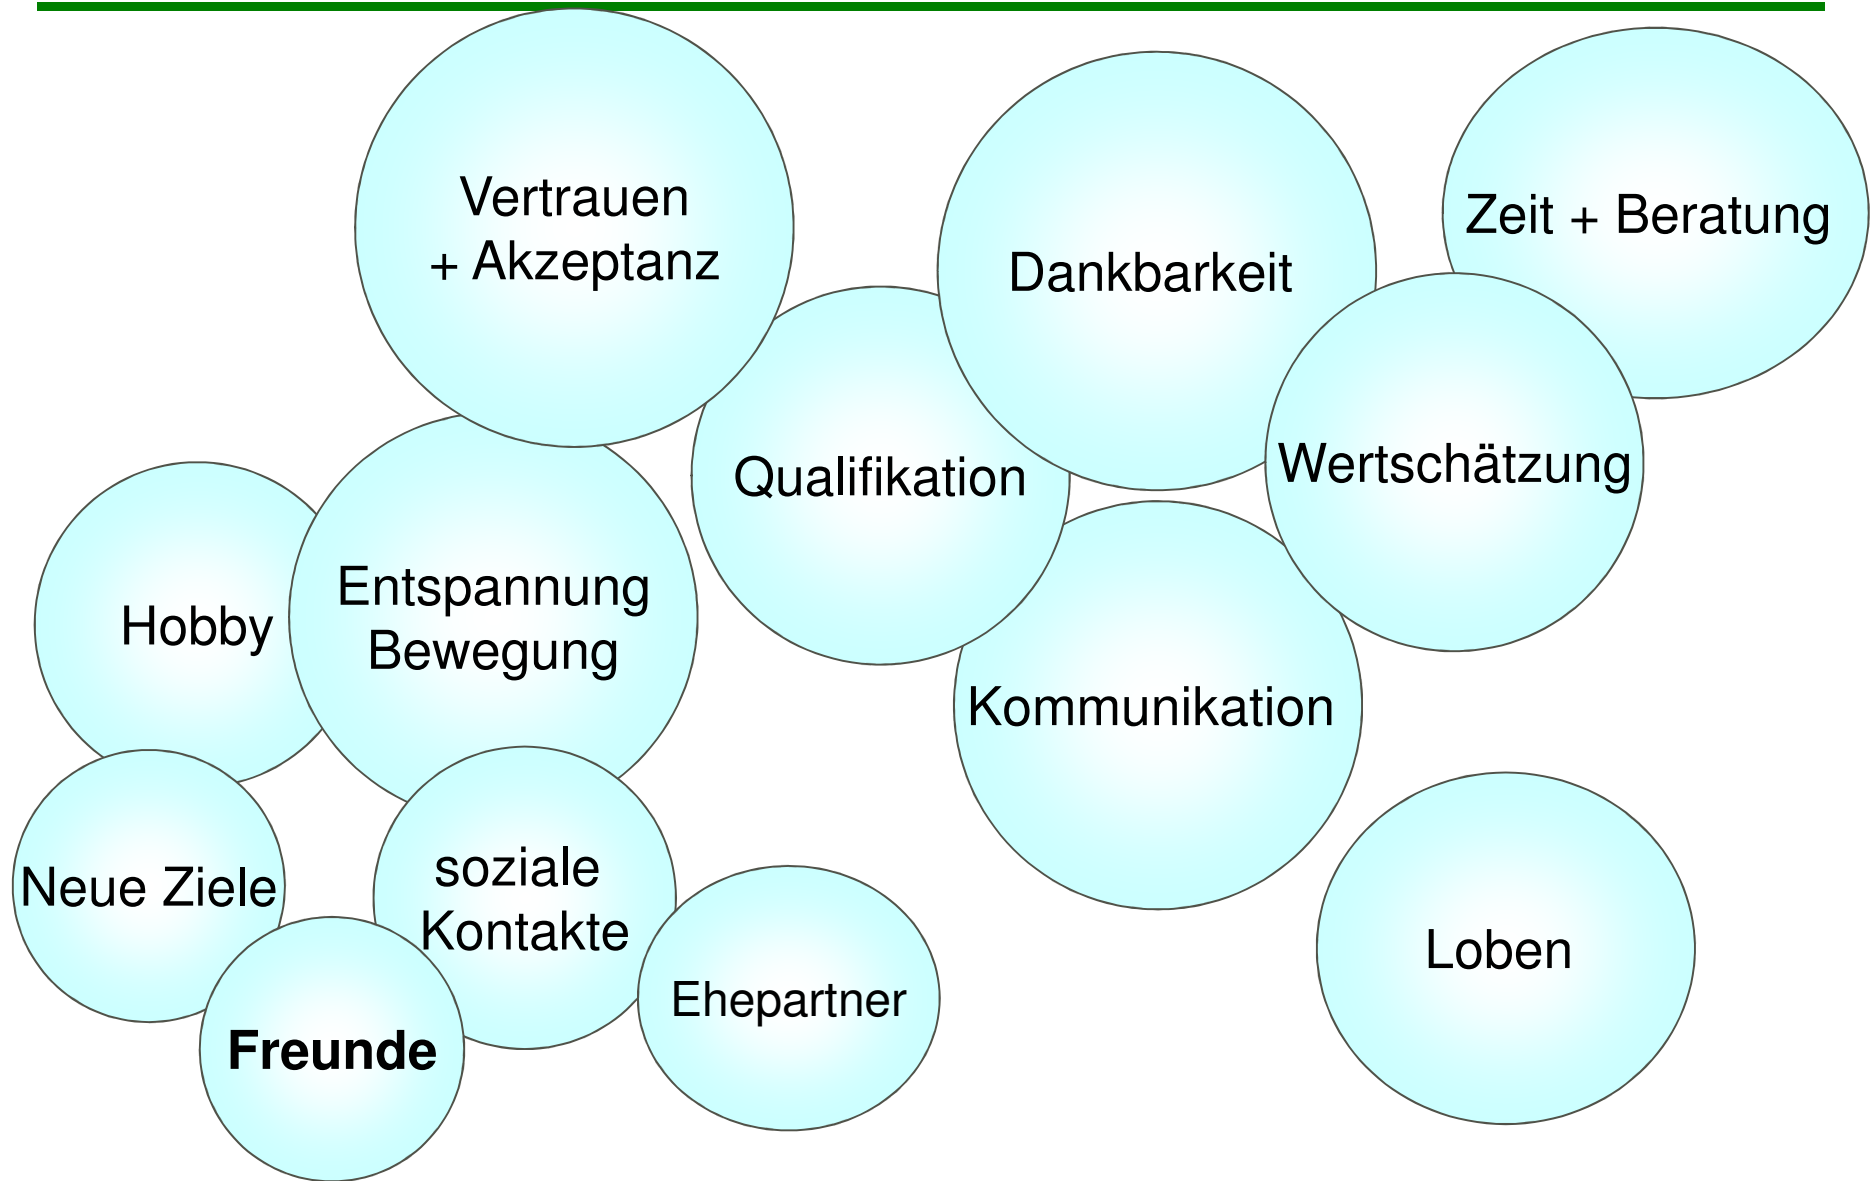 Vertrauen
+ Akzeptanz
Dankbarkeit
Zeit + Beratung
Qualifikation
Wertschätzung
Hobby
Entspannung
Bewegung
Kommunikation
Neue Ziele
soziale
Kontakte
Ehepartner
Loben
Freunde